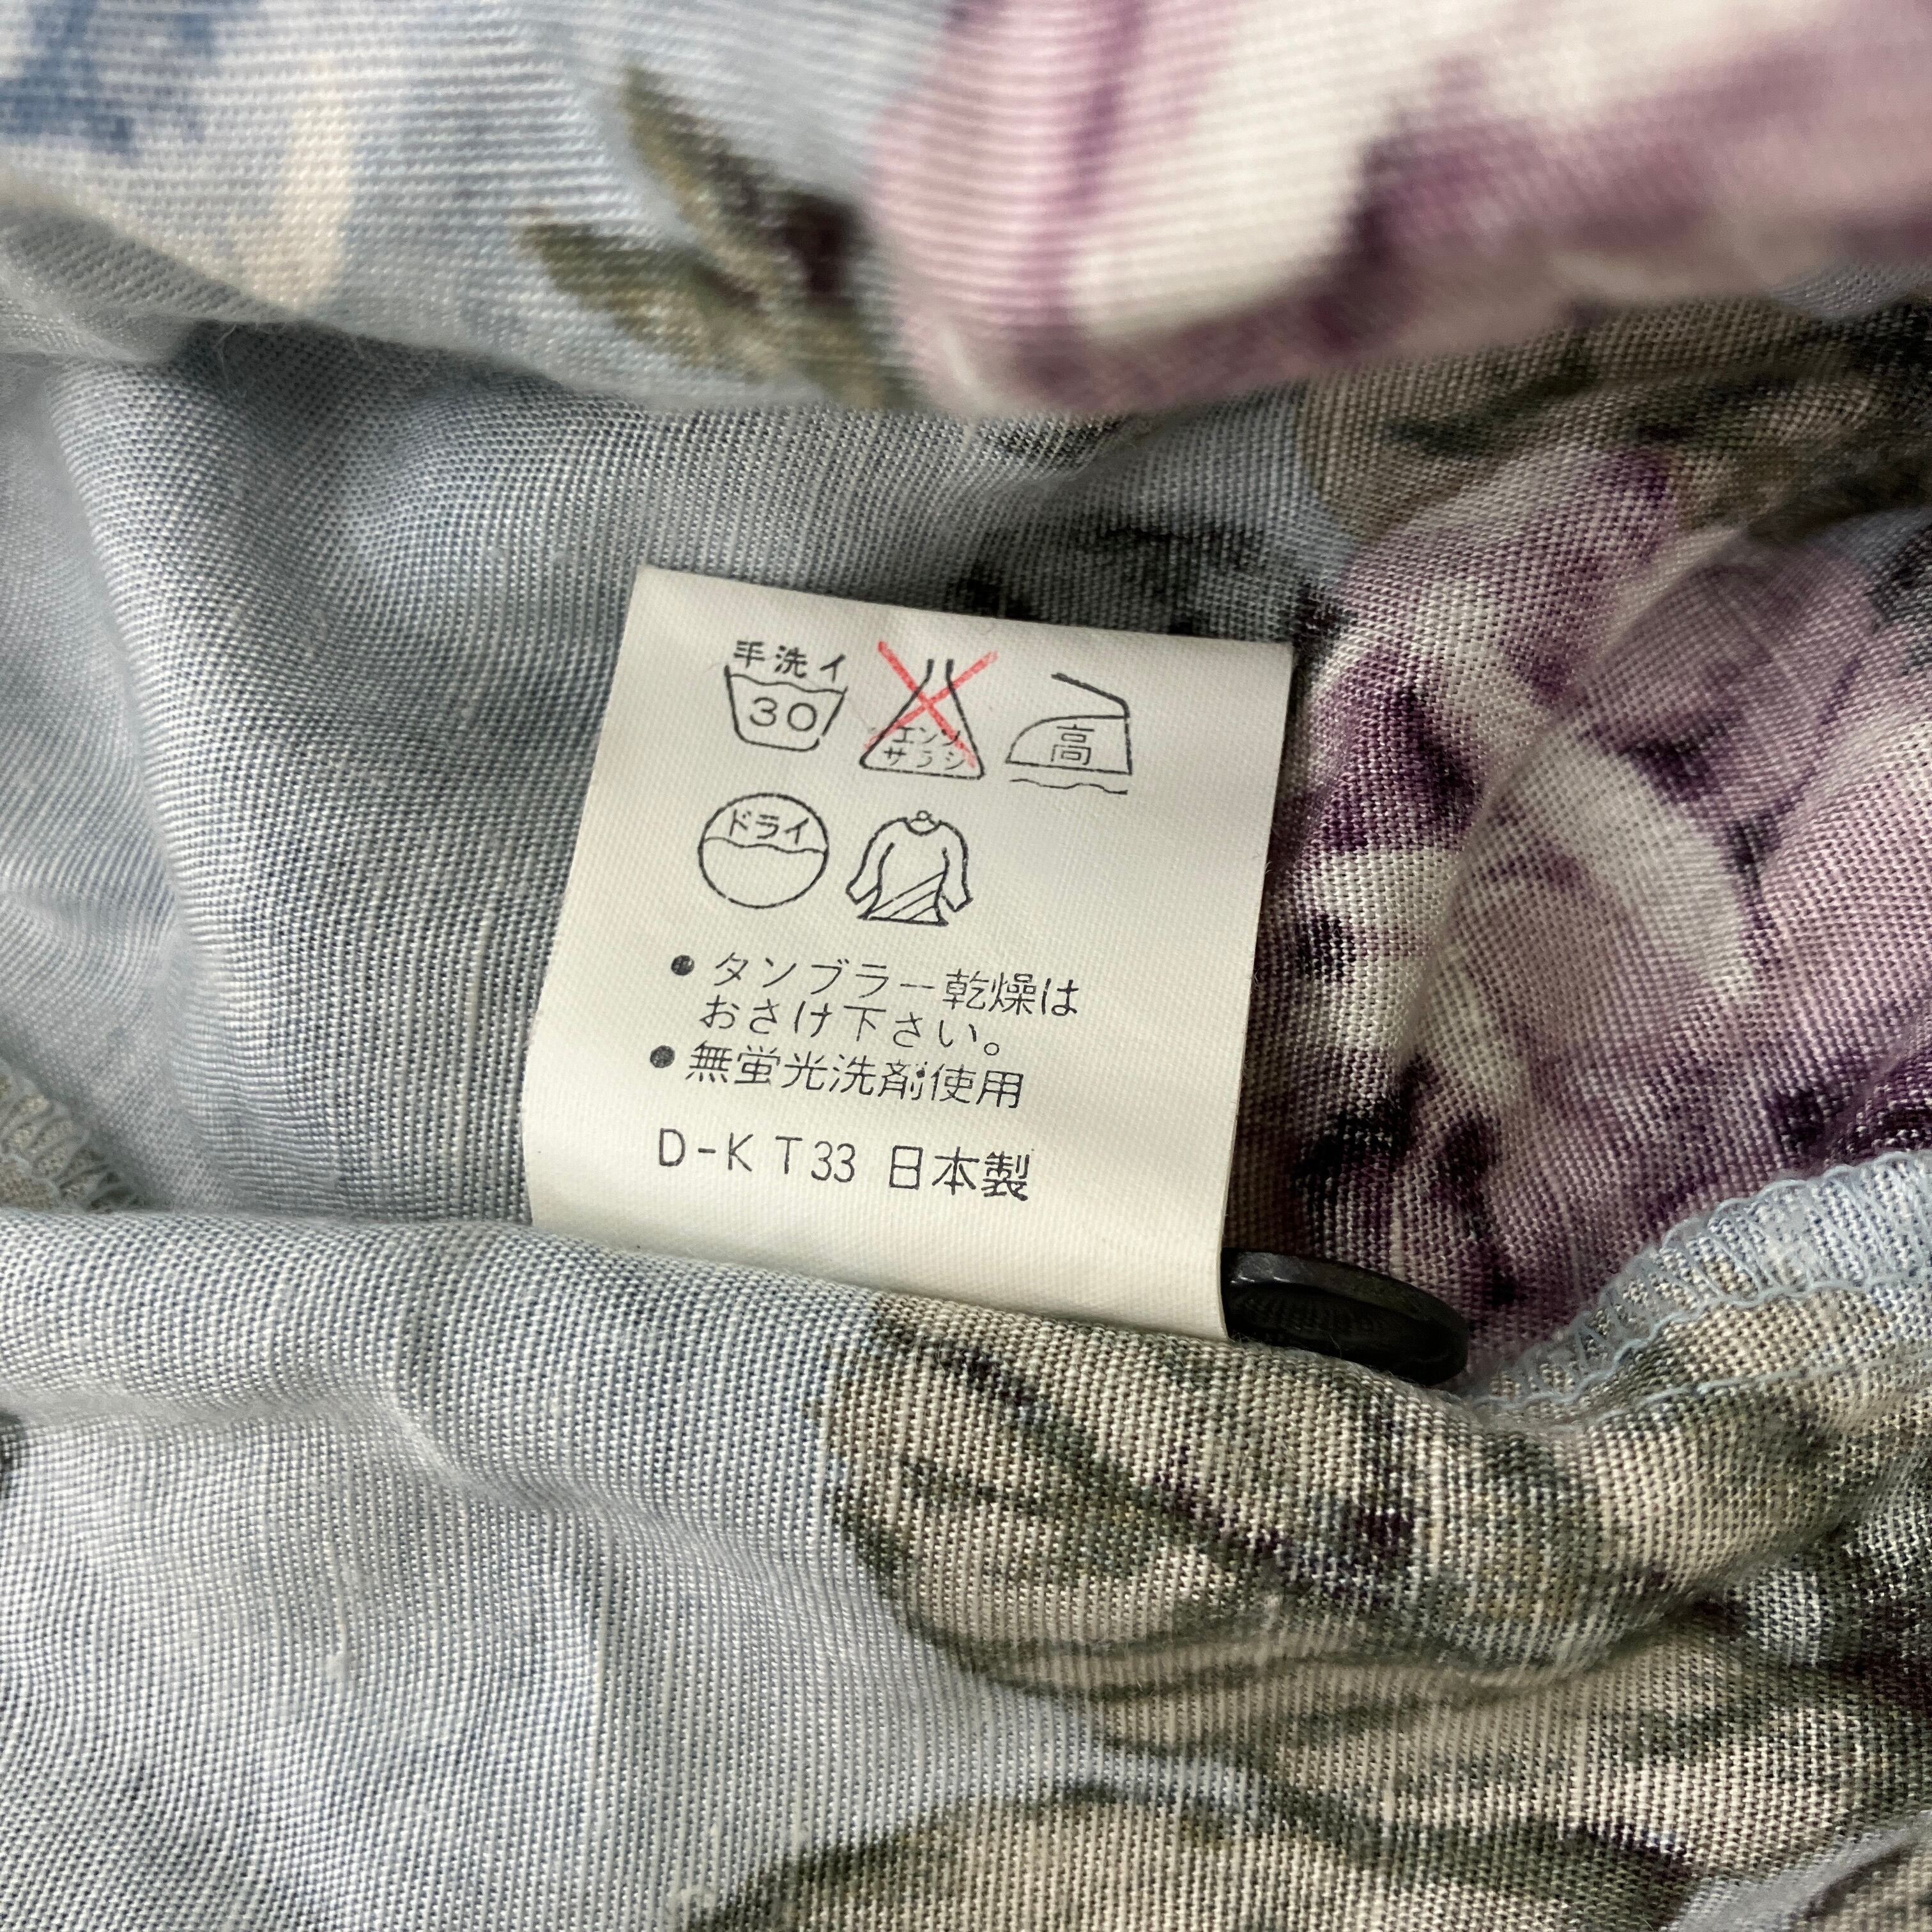 手洗イ
30
エンソ
サラシ
高
ドライ
● タンブラー乾燥は
おさけ下さい。
● 無蛍光洗剤使用
D-KT33 日本製